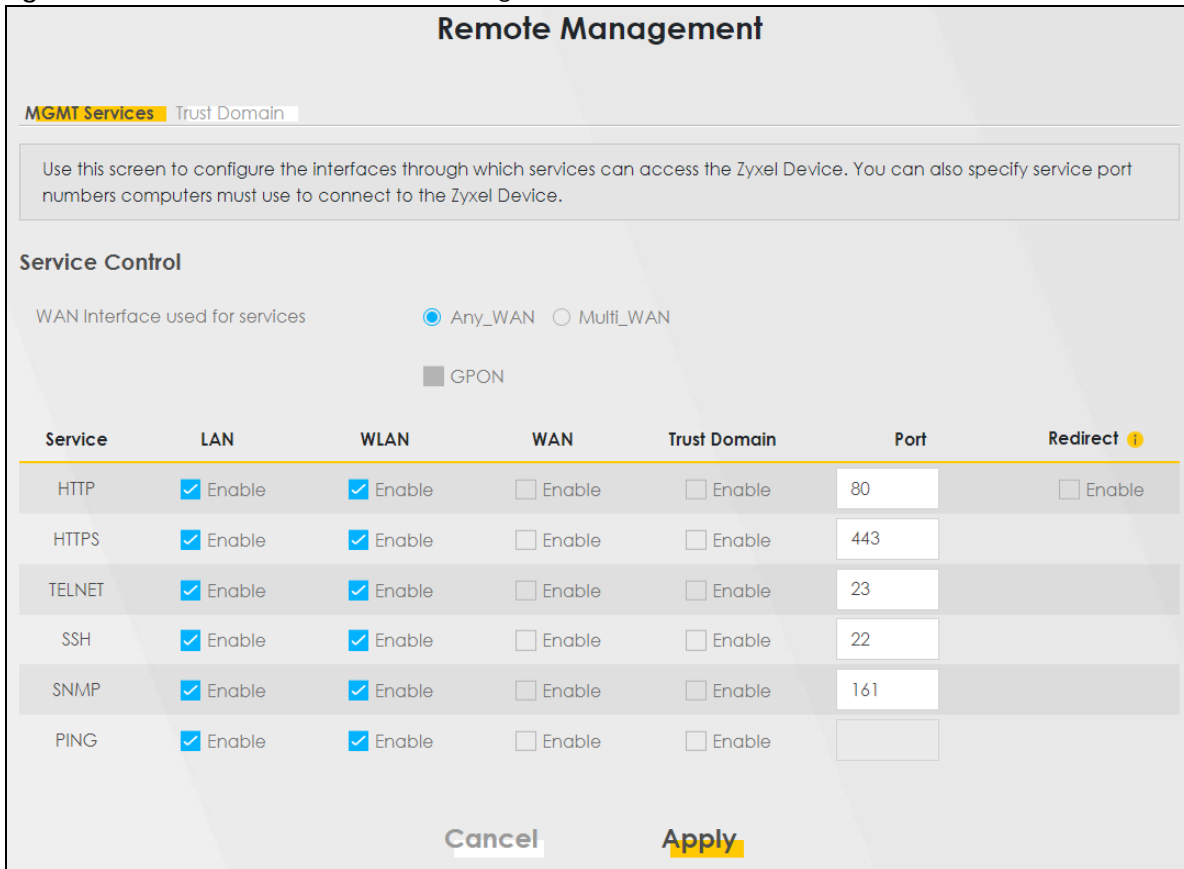 Remote Management
MGMT Services Trust Domain
Use this screen to configure the interfaces through which services can access the Zyxel Device. You can also specify service port
numbers computers must use to connect to the Zyxel Device.
Service Control
WAN Interface used for services Any_WAN Multi_WAN
GPON
Service LAN WLAN WAN Trust Domain Port Redirect i
HTTP Enable Enable Enable Enable 80 Enable
HTTPS Enable Enable Enable Enable 443
TELNET Enable Enable Enable Enable 23
SSH Enable Enable Enable Enable 22
SNMP Enable Enable Enable Enable 161
PING Enable Enable Enable Enable
Cancel Apply